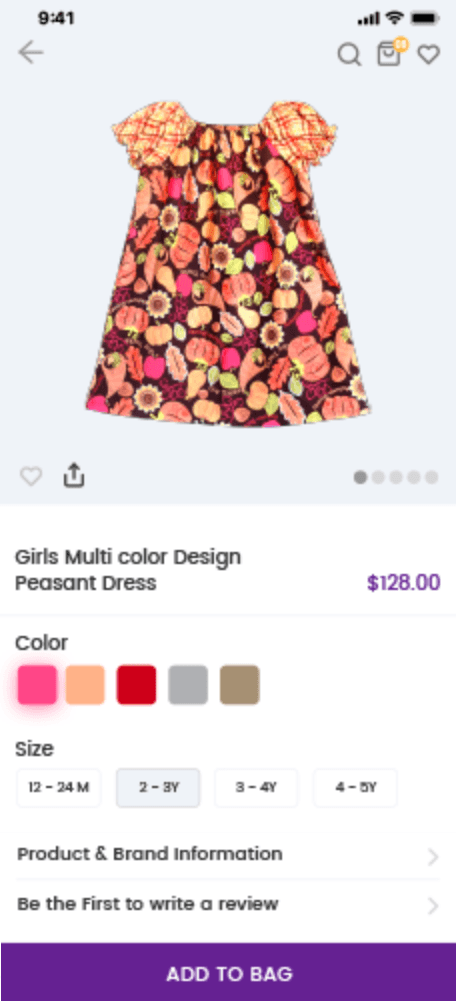 9:41
Girls Multi color Design
Peasant Dress
$128.00
Color
Size
12 - 24 M
2 - 3Y
3 - 4Y
4 - 5Y
Product & Brand Information
Be the First to write a review
ADD TO BAG